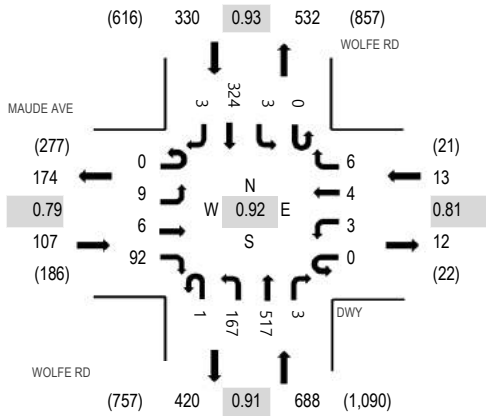 (616) 330 0.93 532 (857)
WOLFE RD
3 324 3 0
MAUDE AVE
(277)
174
0.79
107
(186)
0
9
6
92
N
W 0.92 E
S
6
4
3
0
(21)
13
0.81
12
(22)
1 167 517 3
DWY
WOLFE RD
(757) 420 0.91 688 (1,090)